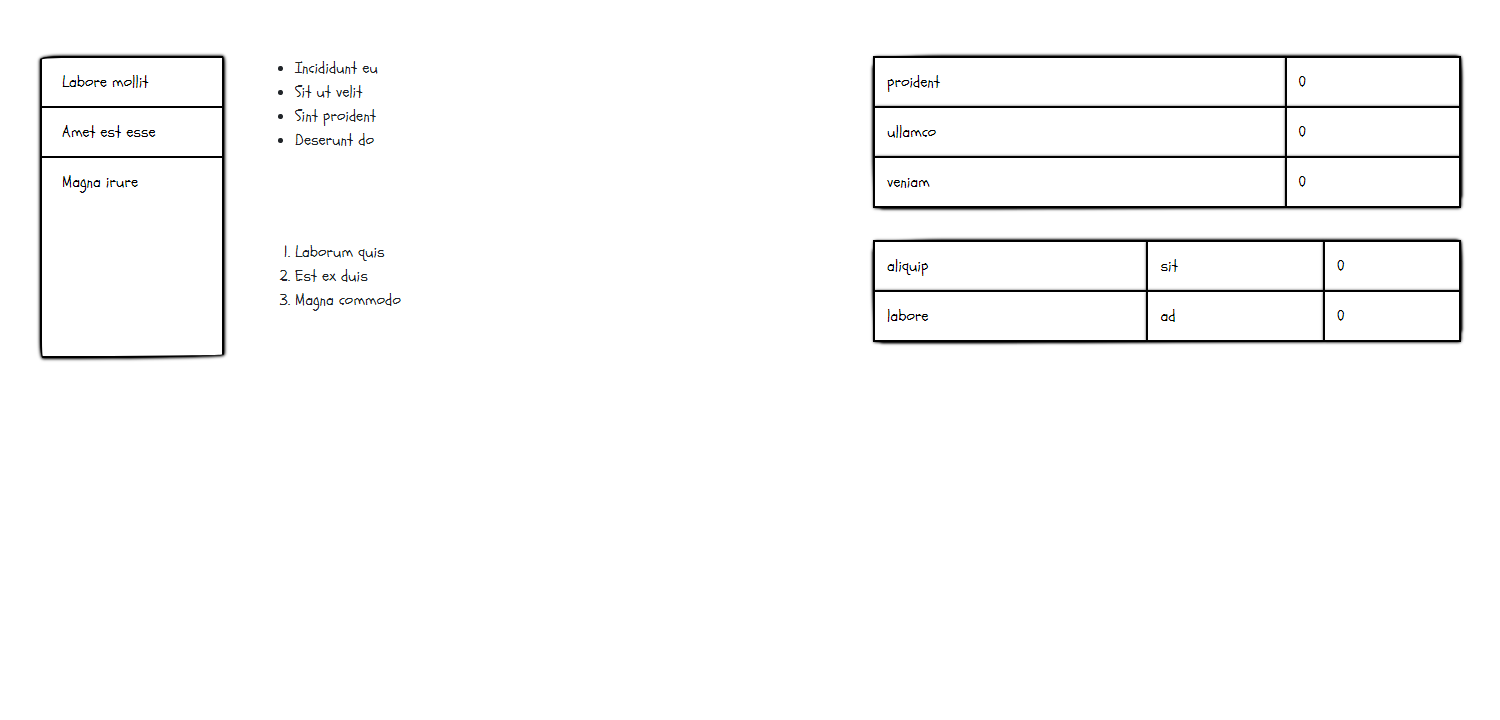 Labore mollit
Amet est esse
Magna irure
Incididunt eu
Sit ut velit
Sint proident
Deserunt do
1. Laborum quis
2. Est ex duis
3. Magna commodo
proident 0
ullamco 0
veniam 0
aliquip sit 0
labore ad 0